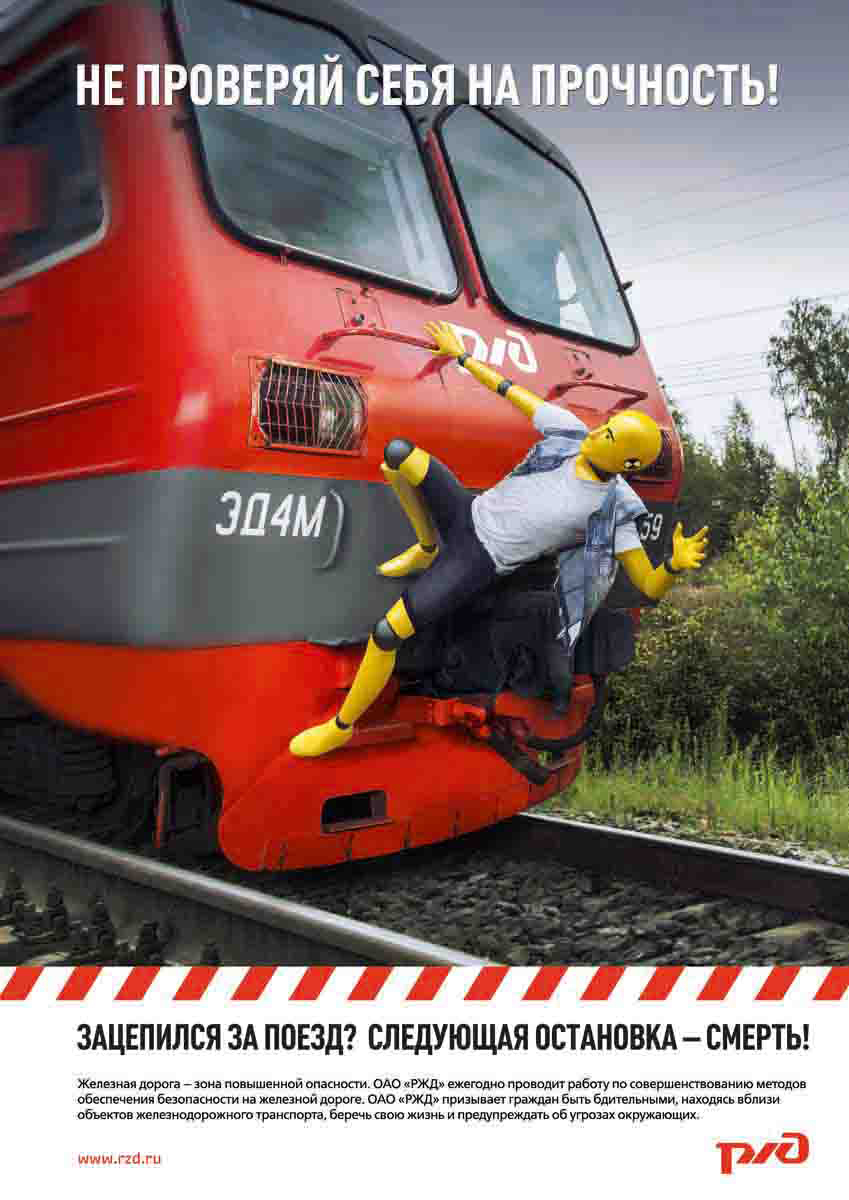 НЕ ПРОВЕРЯЙ СЕБЯ НА ПРОЧНОСТЬ!
РЖД
ЭД4М
59
ЗАЦЕПИЛСЯ ЗА ПОЕЗД? СЛЕДУЮЩАЯ ОСТАНОВКА – СМЕРТЬ!
Железная дорога – зона повышенной опасности. ОАО «РЖД» ежегодно проводит работу по совершенствованию методов
обеспечения безопасности на железной дороге. ОАО «РЖД» призывает граждан быть бдительными, находясь вблизи
объектов железнодорожного транспорта, беречь свою жизнь и предупреждать об угрозах окружающих.
www.rzd.ru
РЖД